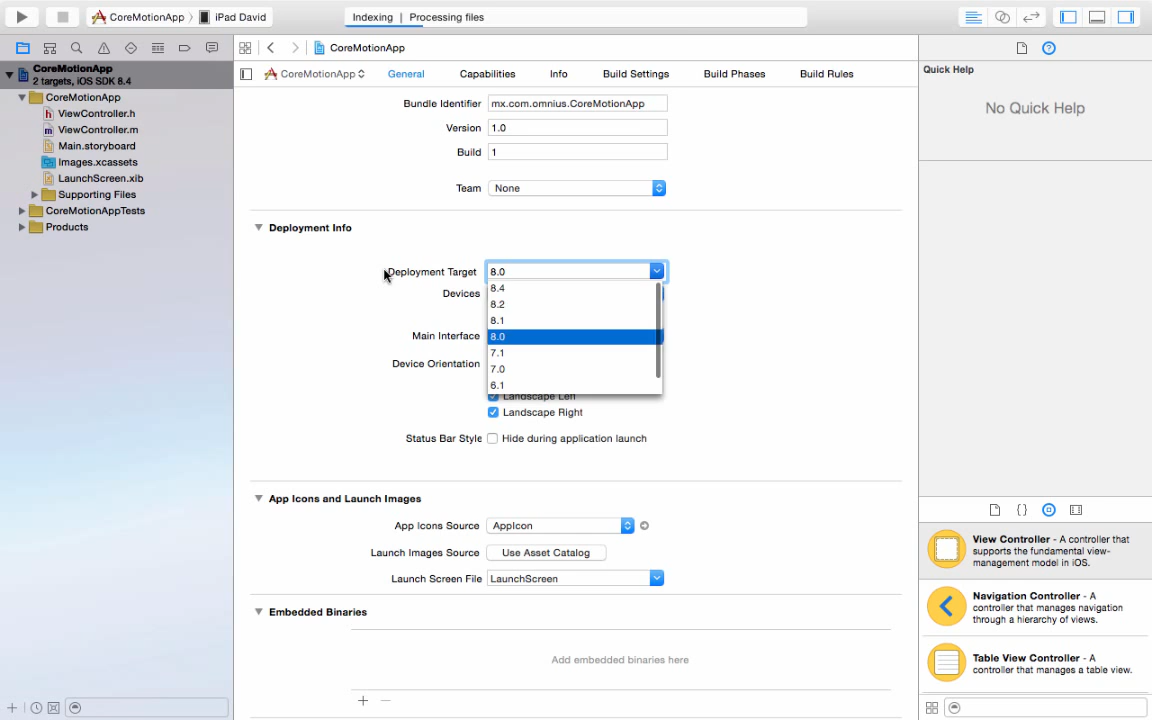 CoreMotionApp
iPad David
Indexing | Processing files
CoreMotionApp
2 targets, iOS SDK 8.4
CoreMotionApp
ViewController.h
ViewController.m
Main.storyboard
Images.xcassets
LaunchScreen.xib
Supporting Files
CoreMotionAppTests
Products
CoreMotionApp
CoreMotionApp
General
Capabilities
Info
Build Settings
Build Phases
Build Rules
Bundle Identifier mx.com.omnius.CoreMotionApp
Version 1.0
Build 1
Team None
Deployment Info
Deployment Target 8.0
8.4
Devices
8.2
8.1
Main Interface 8.0
7.1
Device Orientation 7.0
6.1
Landscape Left
Landscape Right
Status Bar Style Hide during application launch
App Icons and Launch Images
App Icons Source AppIcon
Launch Images Source Use Asset Catalog
Launch Screen File LaunchScreen
Embedded Binaries
Add embedded binaries here
Quick Help
No Quick Help
{ }
View Controller - A controller that
supports the fundamental view-
management model in iOS.
Navigation Controller - A
controller that manages navigation
through a hierarchy of views.
Table View Controller - A
controller that manages a table view.